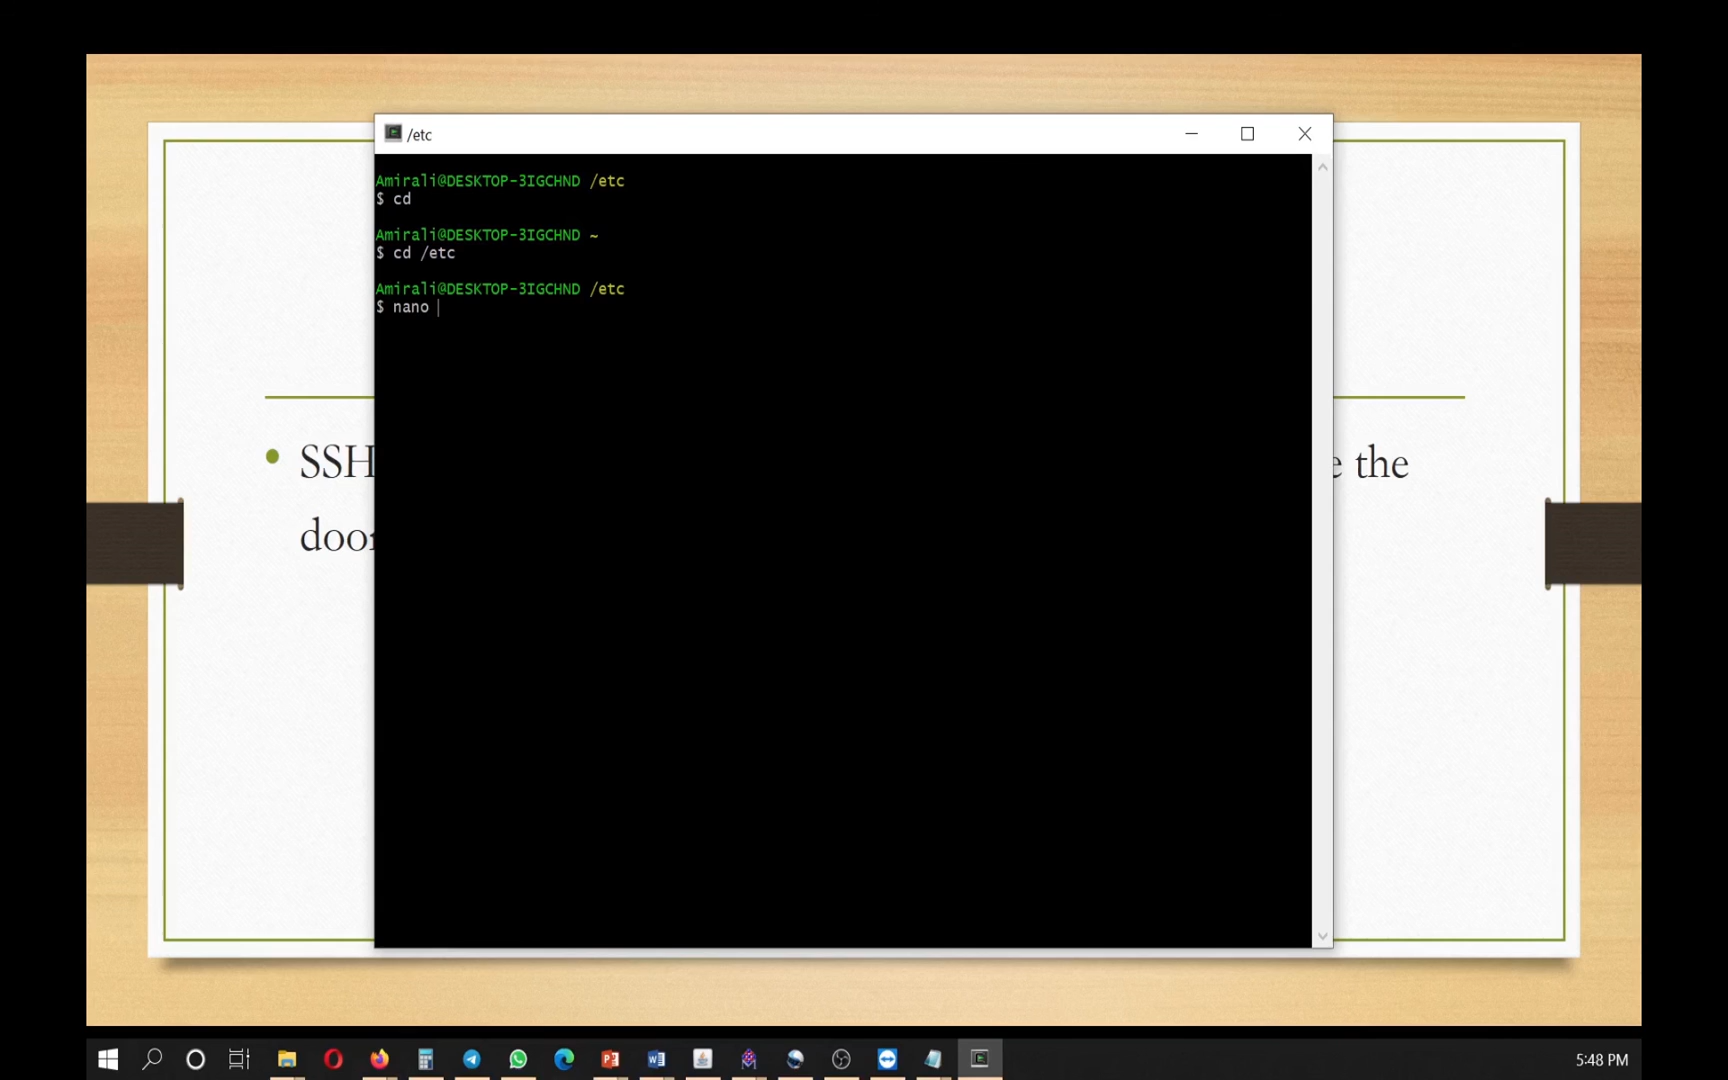 /etc
Amirali@DESKTOP-3IGCHND /etc
$ cd
Amirali@DESKTOP-3IGCHND ~
$ cd /etc
Amirali@DESKTOP-3IGCHND /etc
$ nano
SSH
the
door
5:48 PM